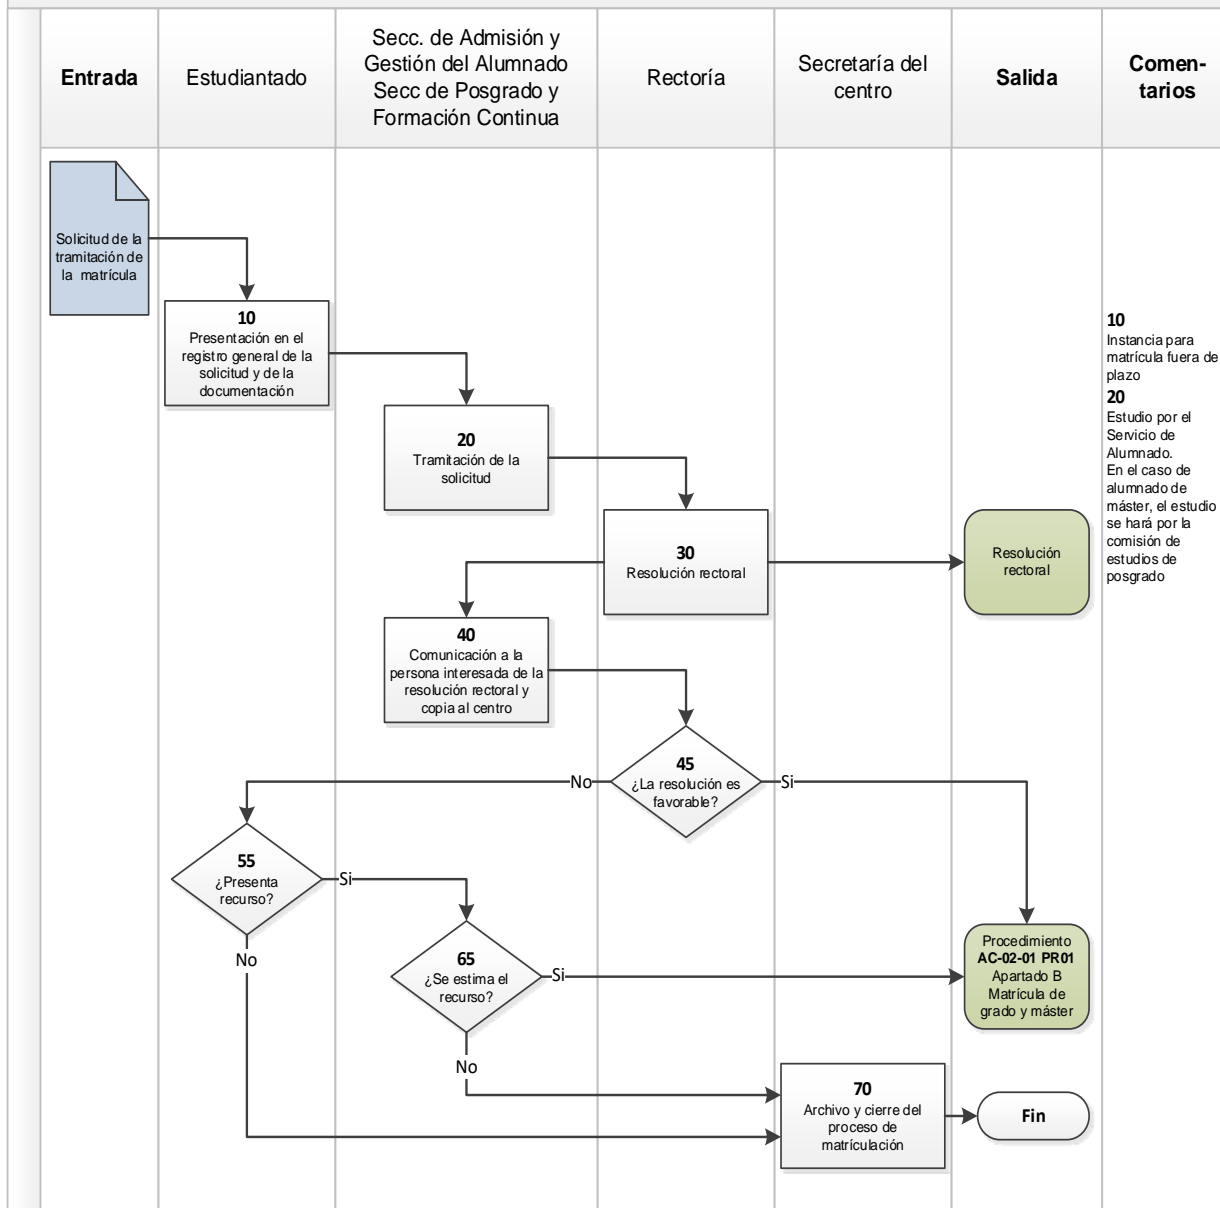 Entrada
Estudiantado
Secc. de Admisión y
Gestión del Alumnado
Secc de Posgrado y
Formación Continua
Rectoría
Secretaría del
centro
Salida
Comen-
tarios
Solicitud de la
tramitación de
la matrícula
10
Presentación en el
registro general de la
solicitud y de la
documentación
20
Tramitación de la
solicitud
30
Resolución rectoral
Resolución
rectoral
10
Instancia para
matrícula fuera de
plazo
20
Estudio por el
Servicio de
Alumnado.
En el caso de
alumnado de
máster, el estudio
se hará por la
comisión de
estudios de
posgrado
40
Comunicación a la
persona interesada de la
resolución rectoral y
copia al centro
45
¿La resolución es
favorable?
No
Si
55
¿Presenta
recurso?
Si
No
65
¿Se estima el
recurso?
Si
No
Procedimiento
AC-02-01 PR01
Apartado B
Matrícula de
grado y máster
70
Archivo y cierre del
proceso de
matrículación
Fin